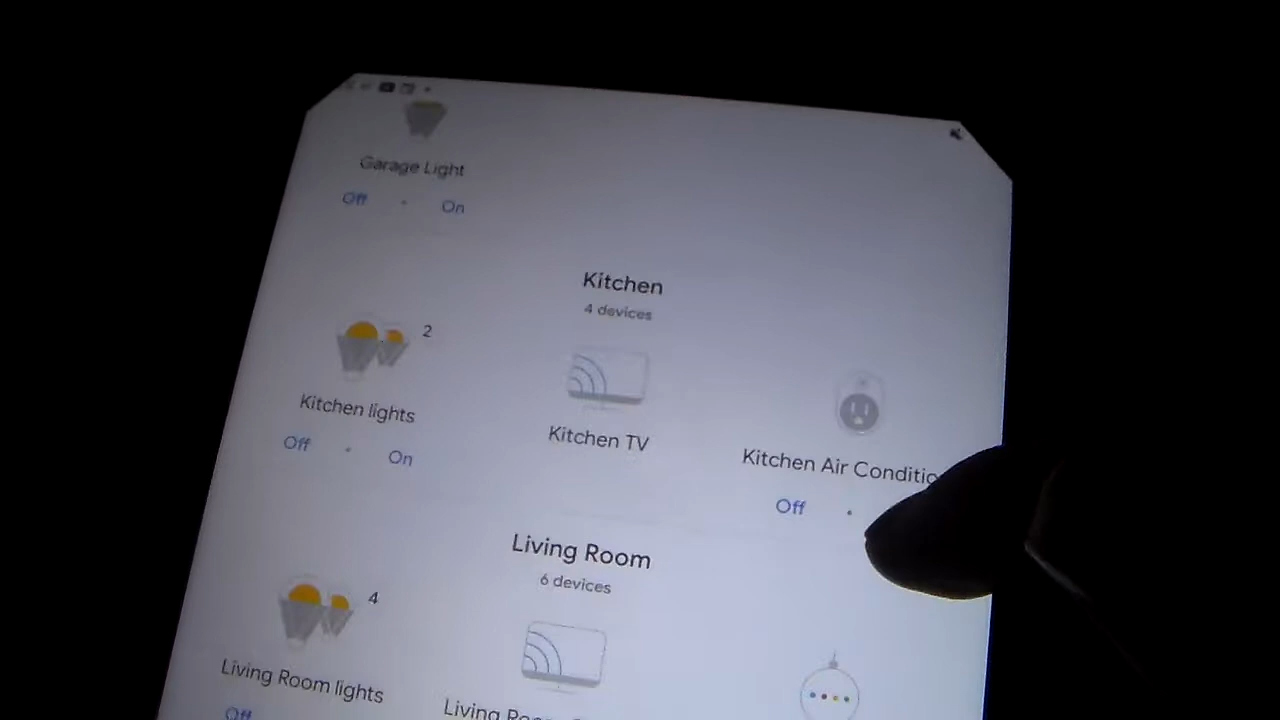 Garage Light
Off · On
Kitchen
4 devices
2
Kitchen lights
Off · On
Kitchen TV
Kitchen Air Conditio
Off ·
Living Room
6 devices
4
Living Room lights
Off
Living